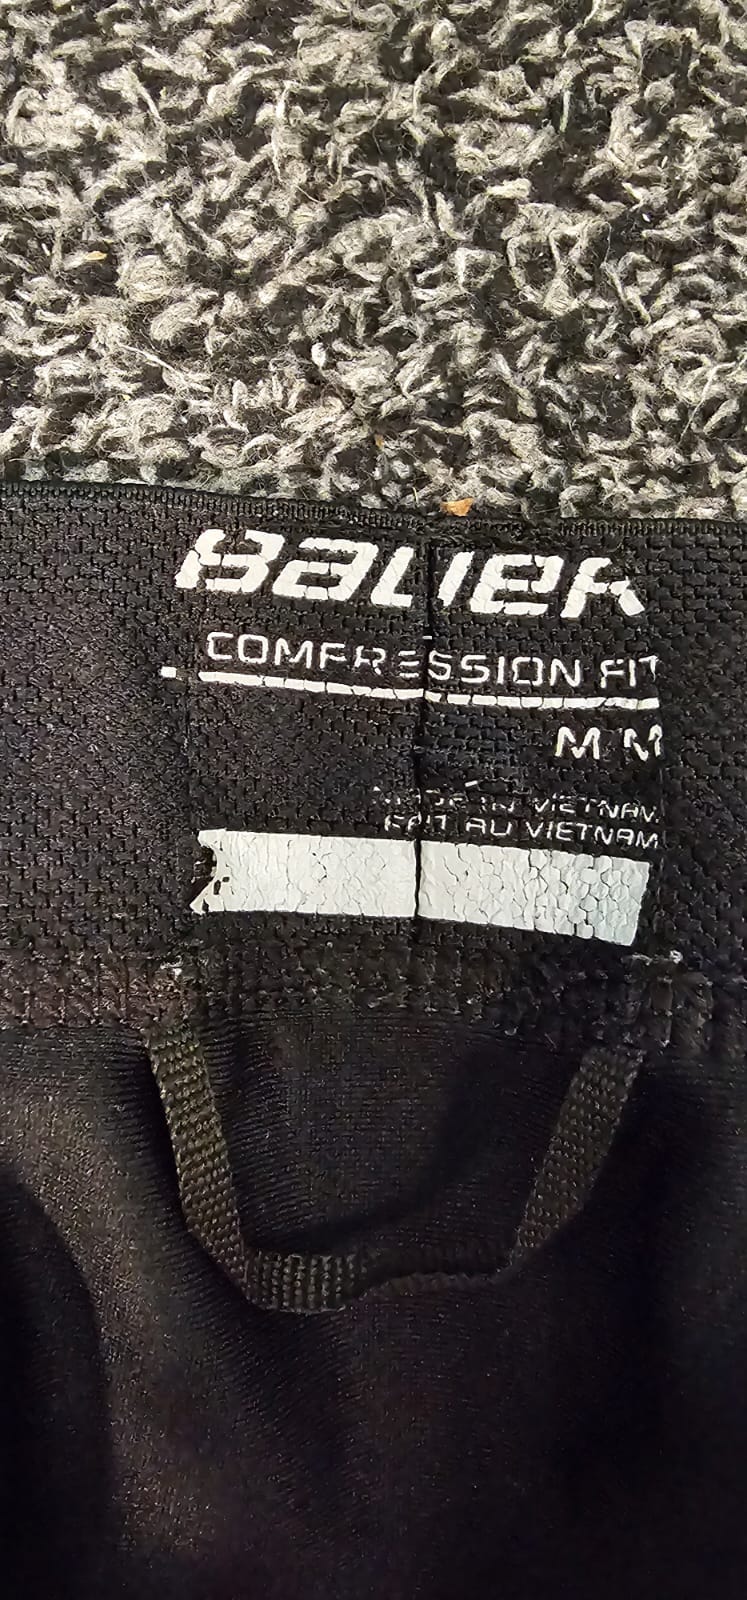 BAUER
COMPRESSION FIT
M M
MADE IN VIETNAM
FAIT AU VIETNAM